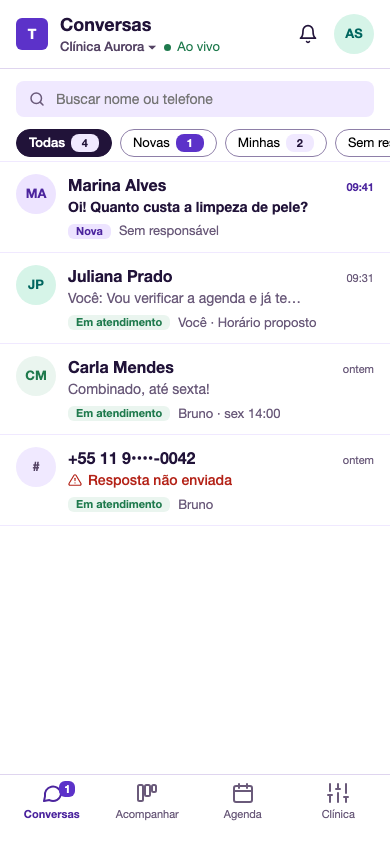 T
Conversas
Clínica Aurora
Ao vivo
AS
Buscar nome ou telefone
Todas 4
Novas 1
Minhas 2
Sem re
MA
Marina Alves
09:41
Oi! Quanto custa a limpeza de pele?
Nova
Sem responsável
JP
Juliana Prado
09:31
Você: Vou verificar a agenda e já te…
Em atendimento
Você · Horário proposto
CM
Carla Mendes
ontem
Combinado, até sexta!
Em atendimento
Bruno · sex 14:00
#
+55 11 9••••-0042
ontem
Resposta não enviada
Em atendimento
Bruno
1
Conversas
Acompanhar
Agenda
Clínica